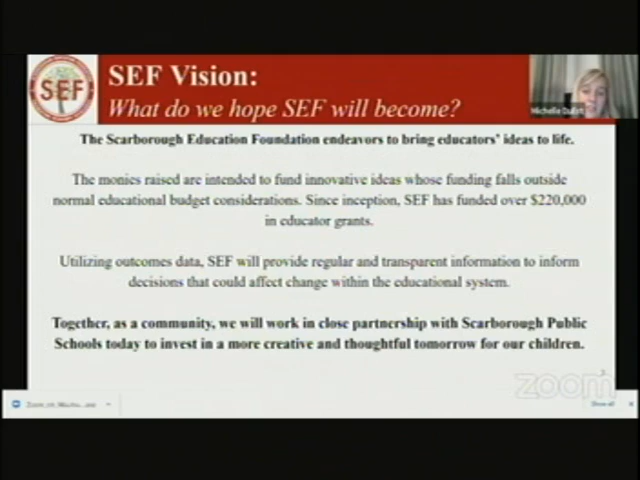 SEF
SEF Vision:
What do we hope SEF will become?
Michelle
The Scarborough Education Foundation endeavors to bring educators' ideas to life.
The monies raised are intended to fund innovative ideas whose funding falls outside
normal educational budget considerations. Since inception, SEF has funded over $220,000
in educator grants.
Utilizing outcomes data, SEF will provide regular and transparent information to inform
decisions that could affect change within the educational system.
Together, as a community, we will work in close partnership with Scarborough Public
Schools today to invest in a more creative and thoughtful tomorrow for our children.
zoom
Show all